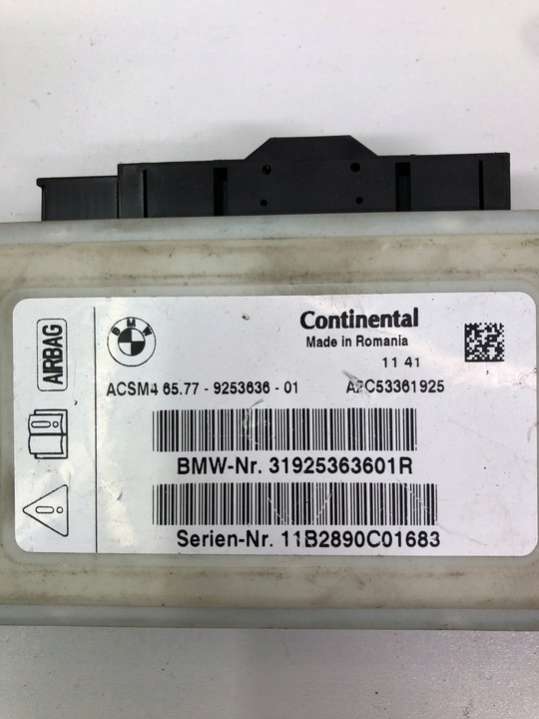 AIRBAG
BMW
Continental
Made in Romania
11 41
ACSM4 65.77 - 9253636 - 01 A2C53361925
BMW-Nr. 31925363601R
Serien-Nr. 11B2890C01683